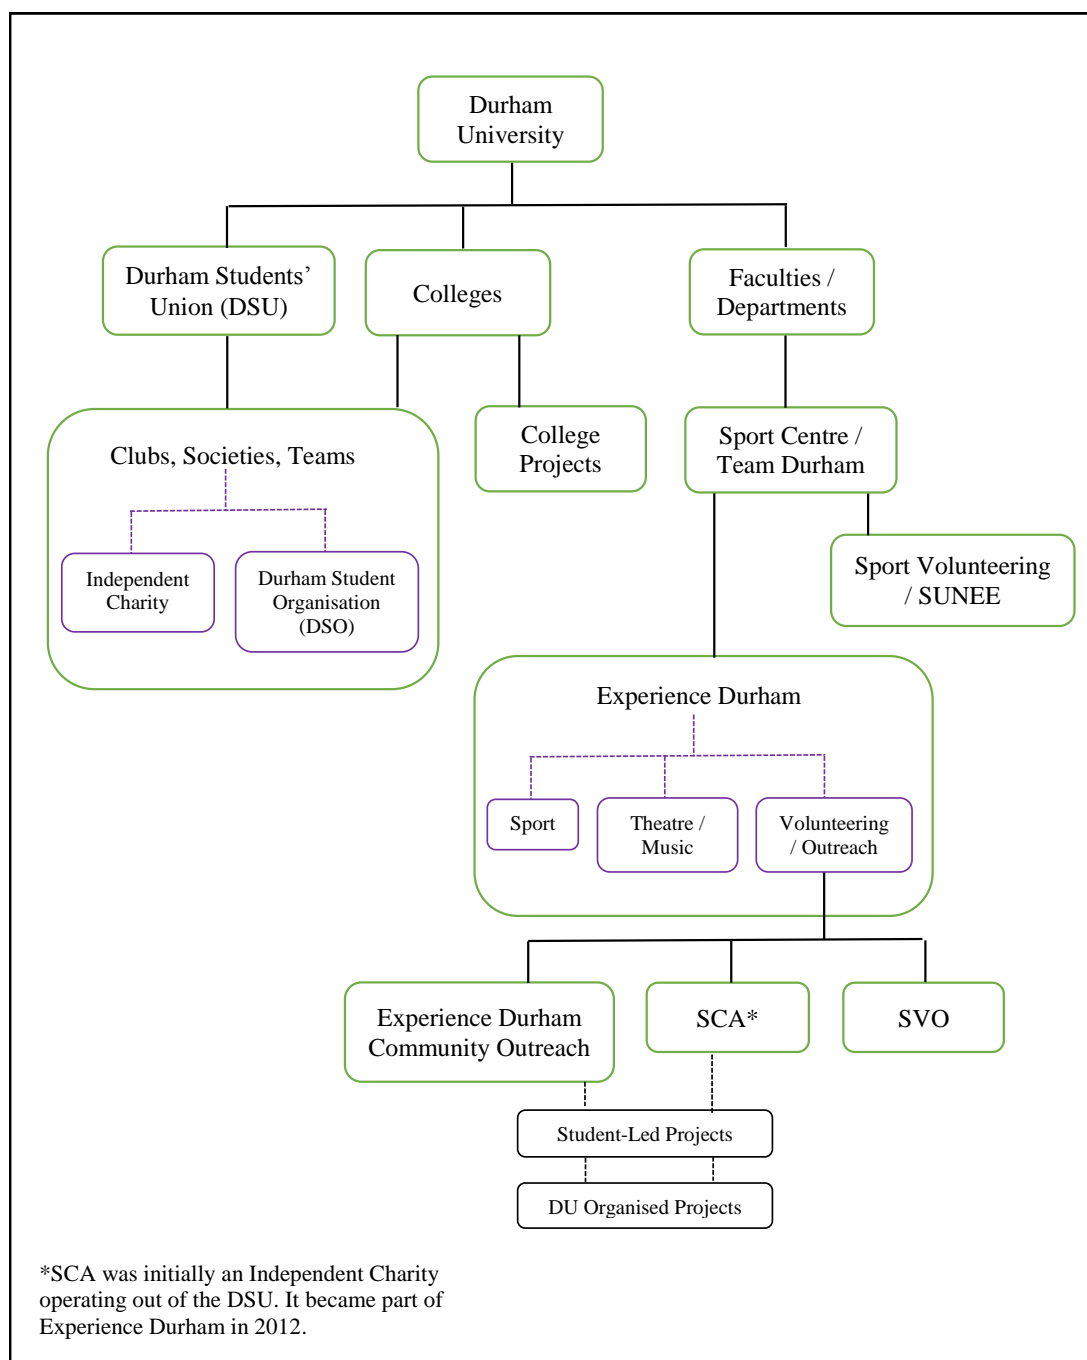 Durham
University
Durham Students’
Union (DSU)
Colleges
Faculties /
Departments
Clubs, Societies, Teams
College
Projects
Sport Centre /
Team Durham
Independent
Charity
Durham Student
Organisation
(DSO)
Sport Volunteering
/ SUNEE
Experience Durham
Sport
Theatre /
Music
Volunteering
/ Outreach
Experience Durham
Community Outreach
SCA*
SVO
Student-Led Projects
DU Organised Projects
*SCA was initially an Independent Charity
operating out of the DSU. It became part of
Experience Durham in 2012.